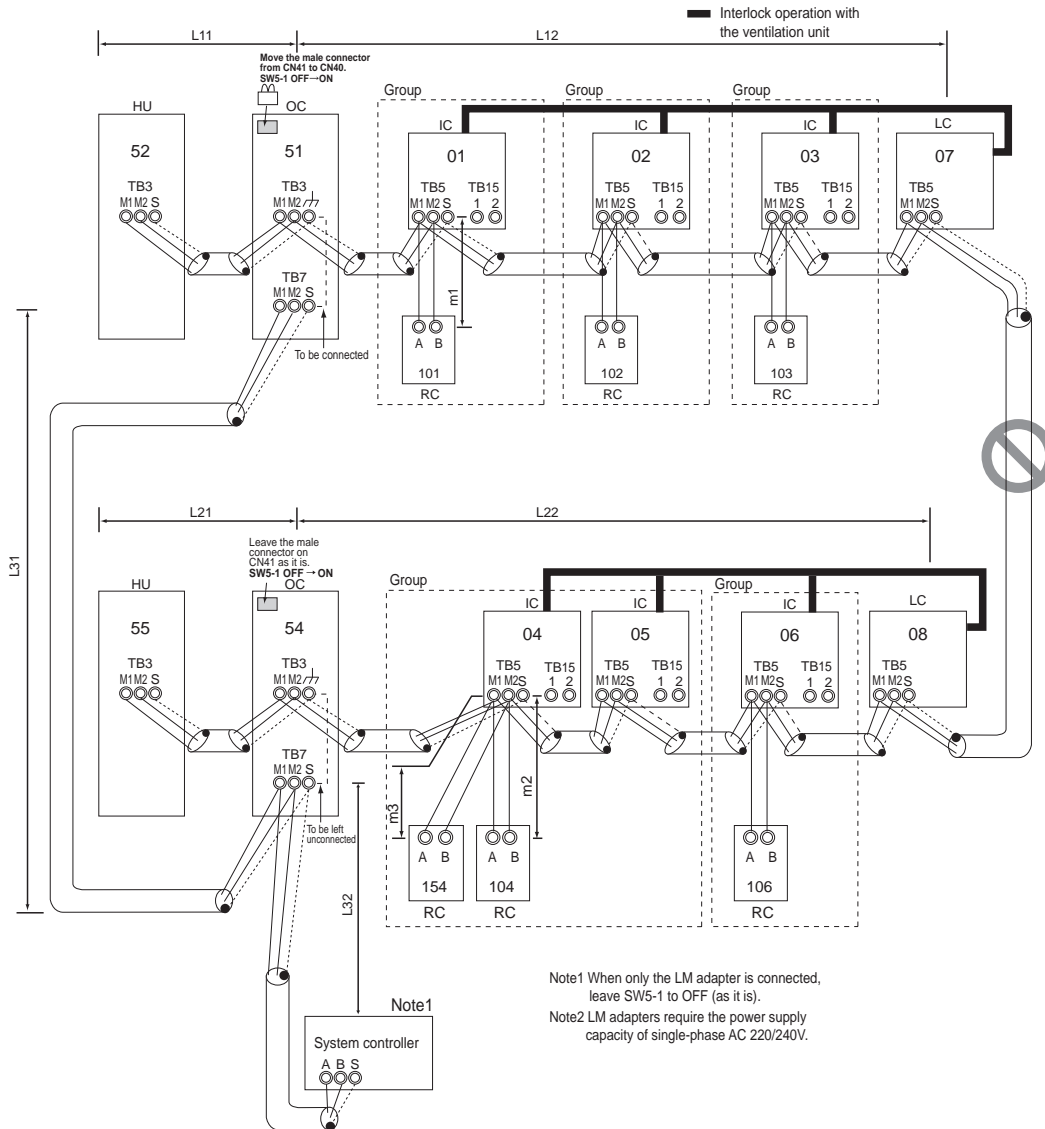 Interlock operation with
the ventilation unit
L11
L12
Move the male connector
from CN41 to CN40.
SW5-1 OFF→ON
HU
OC
Group
Group
Group
IC
IC
IC
LC
52
51
01
02
03
07
TB3
TB3
TB5
TB15
TB5
TB15
TB5
TB15
TB5
M1 M2 S
M1 M2
M1 M2 S
1 2
M1 M2 S
1 2
M1 M2 S
1 2
M1 M2 S
TB7
M1 M2 S
To be connected
m1
A B
101
RC
A B
102
RC
A B
103
RC
L31
L21
L22
Leave the male
connector on
CN41 as it is.
SW5-1 OFF → ON
HU
OC
Group
Group
IC
IC
IC
LC
55
54
04
05
06
08
TB3
TB3
TB5
TB15
TB5
TB15
TB5
TB15
TB5
M1 M2 S
M1 M2
M1 M2 S
1 2
M1 M2 S
1 2
M1 M2 S
1 2
M1 M2 S
TB7
M1 M2 S
To be left
unconnected
m3
m2
A B
154
RC
A B
104
RC
A B
106
RC
L32
Note1
System controller
A B S
Note1 When only the LM adapter is connected,
leave SW5-1 to OFF (as it is).
Note2 LM adapters require the power supply
capacity of single-phase AC 220/240V.